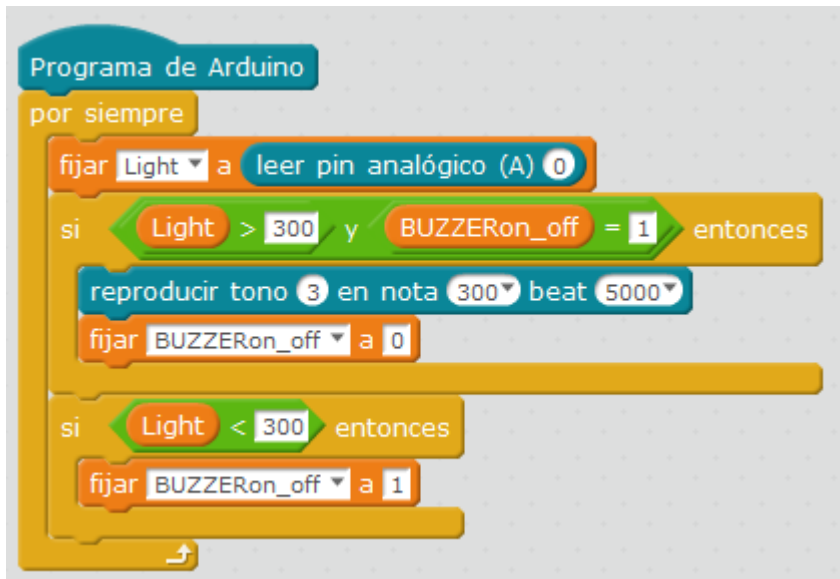 Programa de Arduino
por siempre
fijar Light a leer pin analógico (A) 0
si Light > 300 y BUZZERon_off = 1 entonces
reproducir tono 3 en nota 300 beat 5000
fijar BUZZERon_off a 0
si Light < 300 entonces
fijar BUZZERon_off a 1